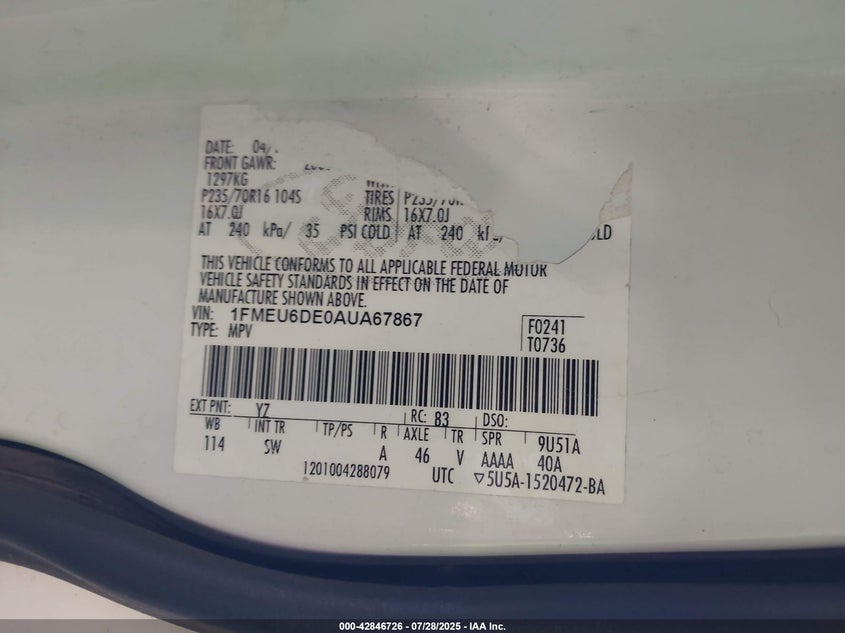 DATE: 04/
FRONT GAWR:
1297KG
P235/70R16 104S TIRES P235/70R
16X7.0J RIMS 16X7.0J
AT 240 kPa/ 35 PSI COLD AT 240 kPa/ LD
THIS VEHICLE CONFORMS TO ALL APPLICABLE FEDERAL MOTOR
VEHICLE SAFETY STANDARDS IN EFFECT ON THE DATE OF
MANUFACTURE SHOWN ABOVE.
VIN: 1FMEU6DE0AUA67867
TYPE: MPV
F0241
T0736
EXT PNT: YZ RC: 83 DSO:
WB INT TR TP/PS R AXLE TR SPR 9U51A
114 SW A 46 V AAAA 40A
1201004288079 UTC ▽5U5A-1520472-BA
000-42846726 - 07/28/2025 - IAA Inc.